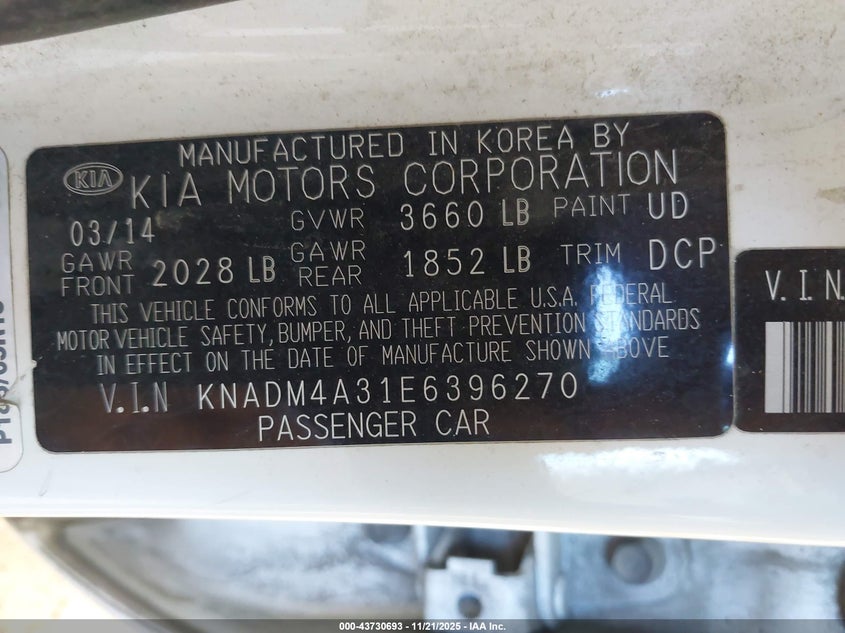 MANUFACTURED IN KOREA BY
KIA KIA MOTORS CORPORATION
03/14 GVWR 3660 LB PAINT UD
GAWR FRONT 2028 LB GAWR REAR 1852 LB TRIM DCP
THIS VEHICLE CONFORMS TO ALL APPLICABLE U.S.A. FEDERAL
MOTOR VEHICLE SAFETY, BUMPER, AND THEFT PREVENTION STANDARDS
IN EFFECT ON THE DATE OF MANUFACTURE SHOWN ABOVE
V.I.N KNADM4A31E6396270
PASSENGER CAR
V.I.N.
000-43730693 - 11/21/2025 - IAA Inc.